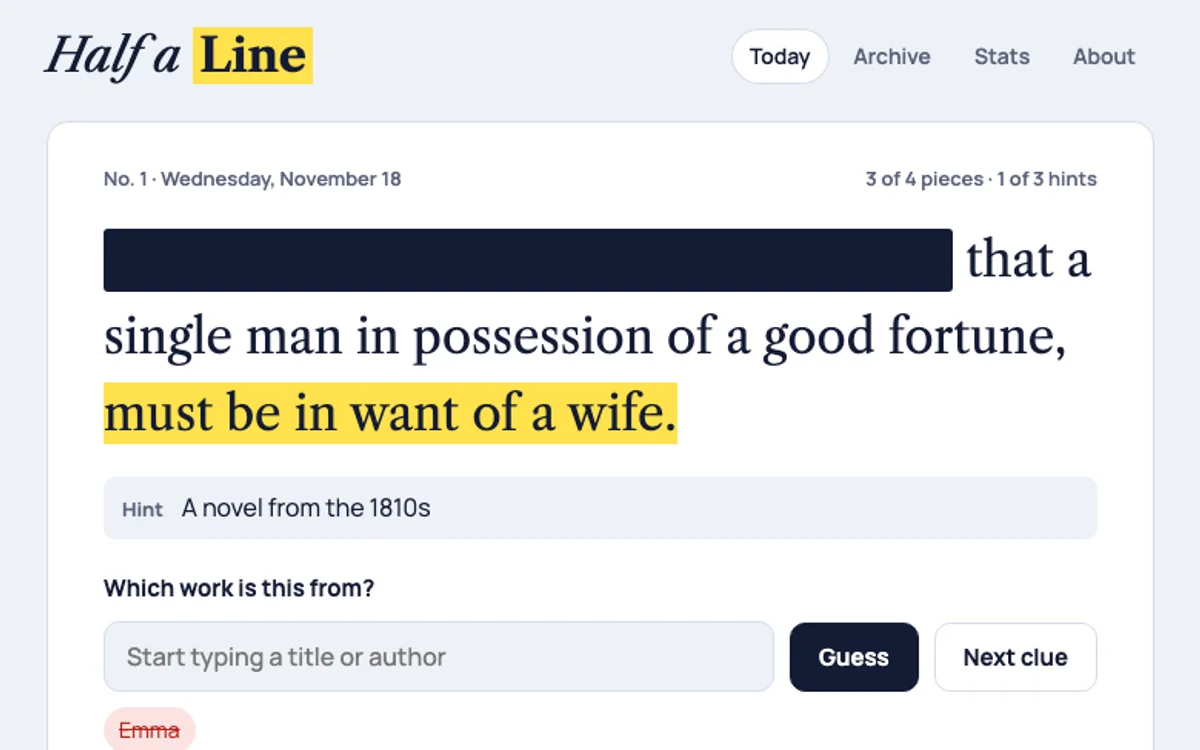 Half a Line
Today Archive Stats About
No. 1 · Wednesday, November 18
3 of 4 pieces · 1 of 3 hints
that a
single man in possession of a good fortune,
must be in want of a wife.
Hint A novel from the 1810s
Which work is this from?
Start typing a title or author
Guess
Next clue
Emma